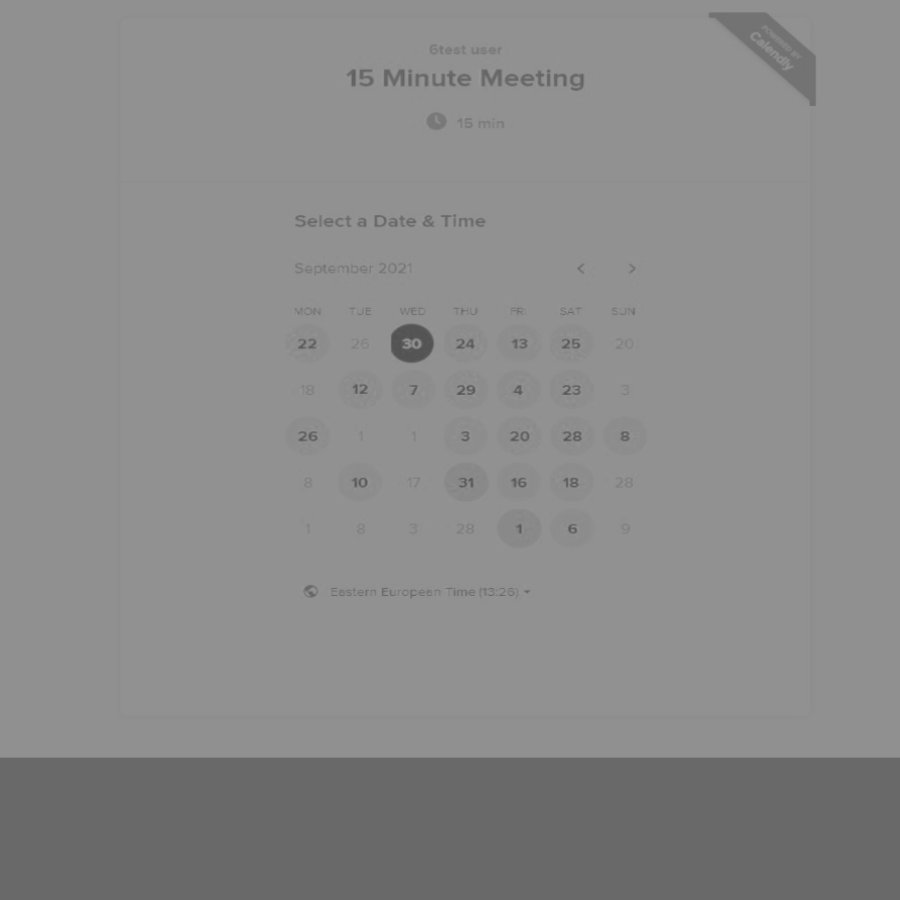 POWERED BY
Calendly
6test user
15 Minute Meeting
15 min
Select a Date & Time
September 2021
MON TUE WED THU FRI SAT SUN
22 26 30 24 13 25 20
18 12 7 29 4 23 3
26 1 1 3 20 28 8
8 10 17 31 16 18 28
1 8 3 28 1 6 9
Eastern European Time (13:26)